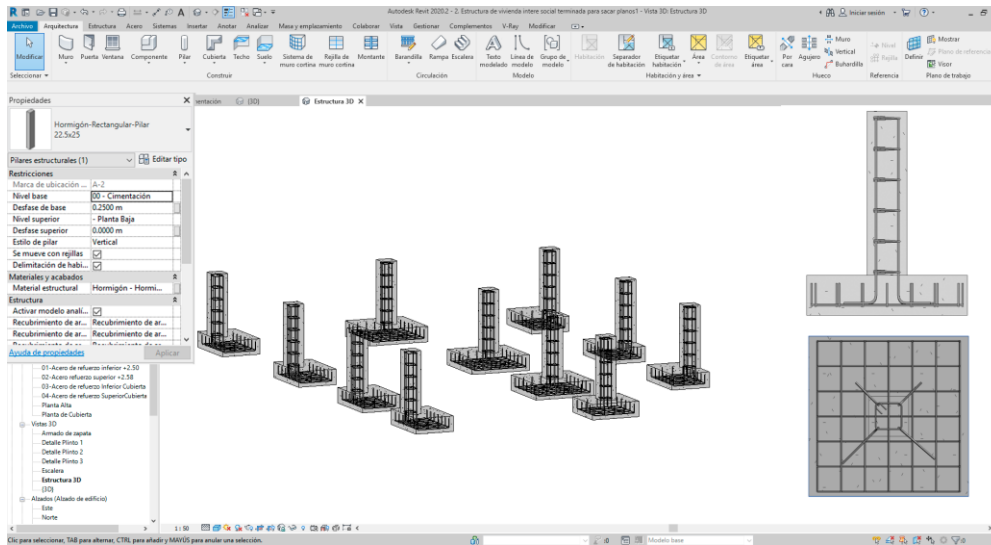 Autodesk Revit 2020.2 - 2. Estructura de vivienda intere social terminada para sacar planos1 - Vista 3D: Estructura 3D
Iniciar sesión
Archivo Arquitectura Estructura Acero Sistemas Insertar Anotar Analizar Masa y emplazamiento Colaborar Vista Gestionar Complementos V-Ray Modificar
Modificar Muro Puerta Ventana Componente Pilar Cubierta Techo Suelo Sistema de muro cortina Rejilla de muro cortina Montante Barandilla Rampa Escalera Texto modelado Línea de modelo Grupo de modelo Habitación Separador de habitación Etiquetar habitación Área Contorno de área Etiquetar área Por cara Agujero Muro Vertical Buhardilla Nivel Rejilla Definir Mostrar Plano de referencia Visor
Seleccionar Construir Circulación Modelo Habitación y área Hueco Referencia Plano de trabajo
Propiedades
entación
(3D)
Estructura 3D
Hormigón-Rectangular-Pilar
22.5x25
Pilares estructurales (1) Editar tipo
Restricciones
Marca de ubicación ... A-2
Nivel base 00 - Cimentación
Desfase de base 0.2500 m
Nivel superior - Planta Baja
Desfase superior 0.0000 m
Estilo de pilar Vertical
Se mueve con rejillas
Delimitación de habi...
Materiales y acabados
Material estructural Hormigón - Hormi...
Estructura
Activar modelo analí...
Recubrimiento de ar... Recubrimiento de ar...
Recubrimiento de ar... Recubrimiento de ar...
Ayuda de propiedades Aplicar
01-Acero de refuerzo inferior +2.50
02-Acero refuerzo superior +2.58
03-Acero de refuerzo Inferior Cubierta
04-Acero de refuerzo SuperiorCubierta
Planta Alta
Planta de Cubierta
Vistas 3D
Armado de zapata
Detalle Plinto 1
Detalle Plinto 2
Detalle Plinto 3
Escalera
Estructura 3D
(3D)
Alzados (Alzado de edificio)
Este
Norte
1 : 50
Clic para seleccionar, TAB para alternar, CTRL para añadir y MAYÚS para anular una selección.
:0
Modelo base
:0